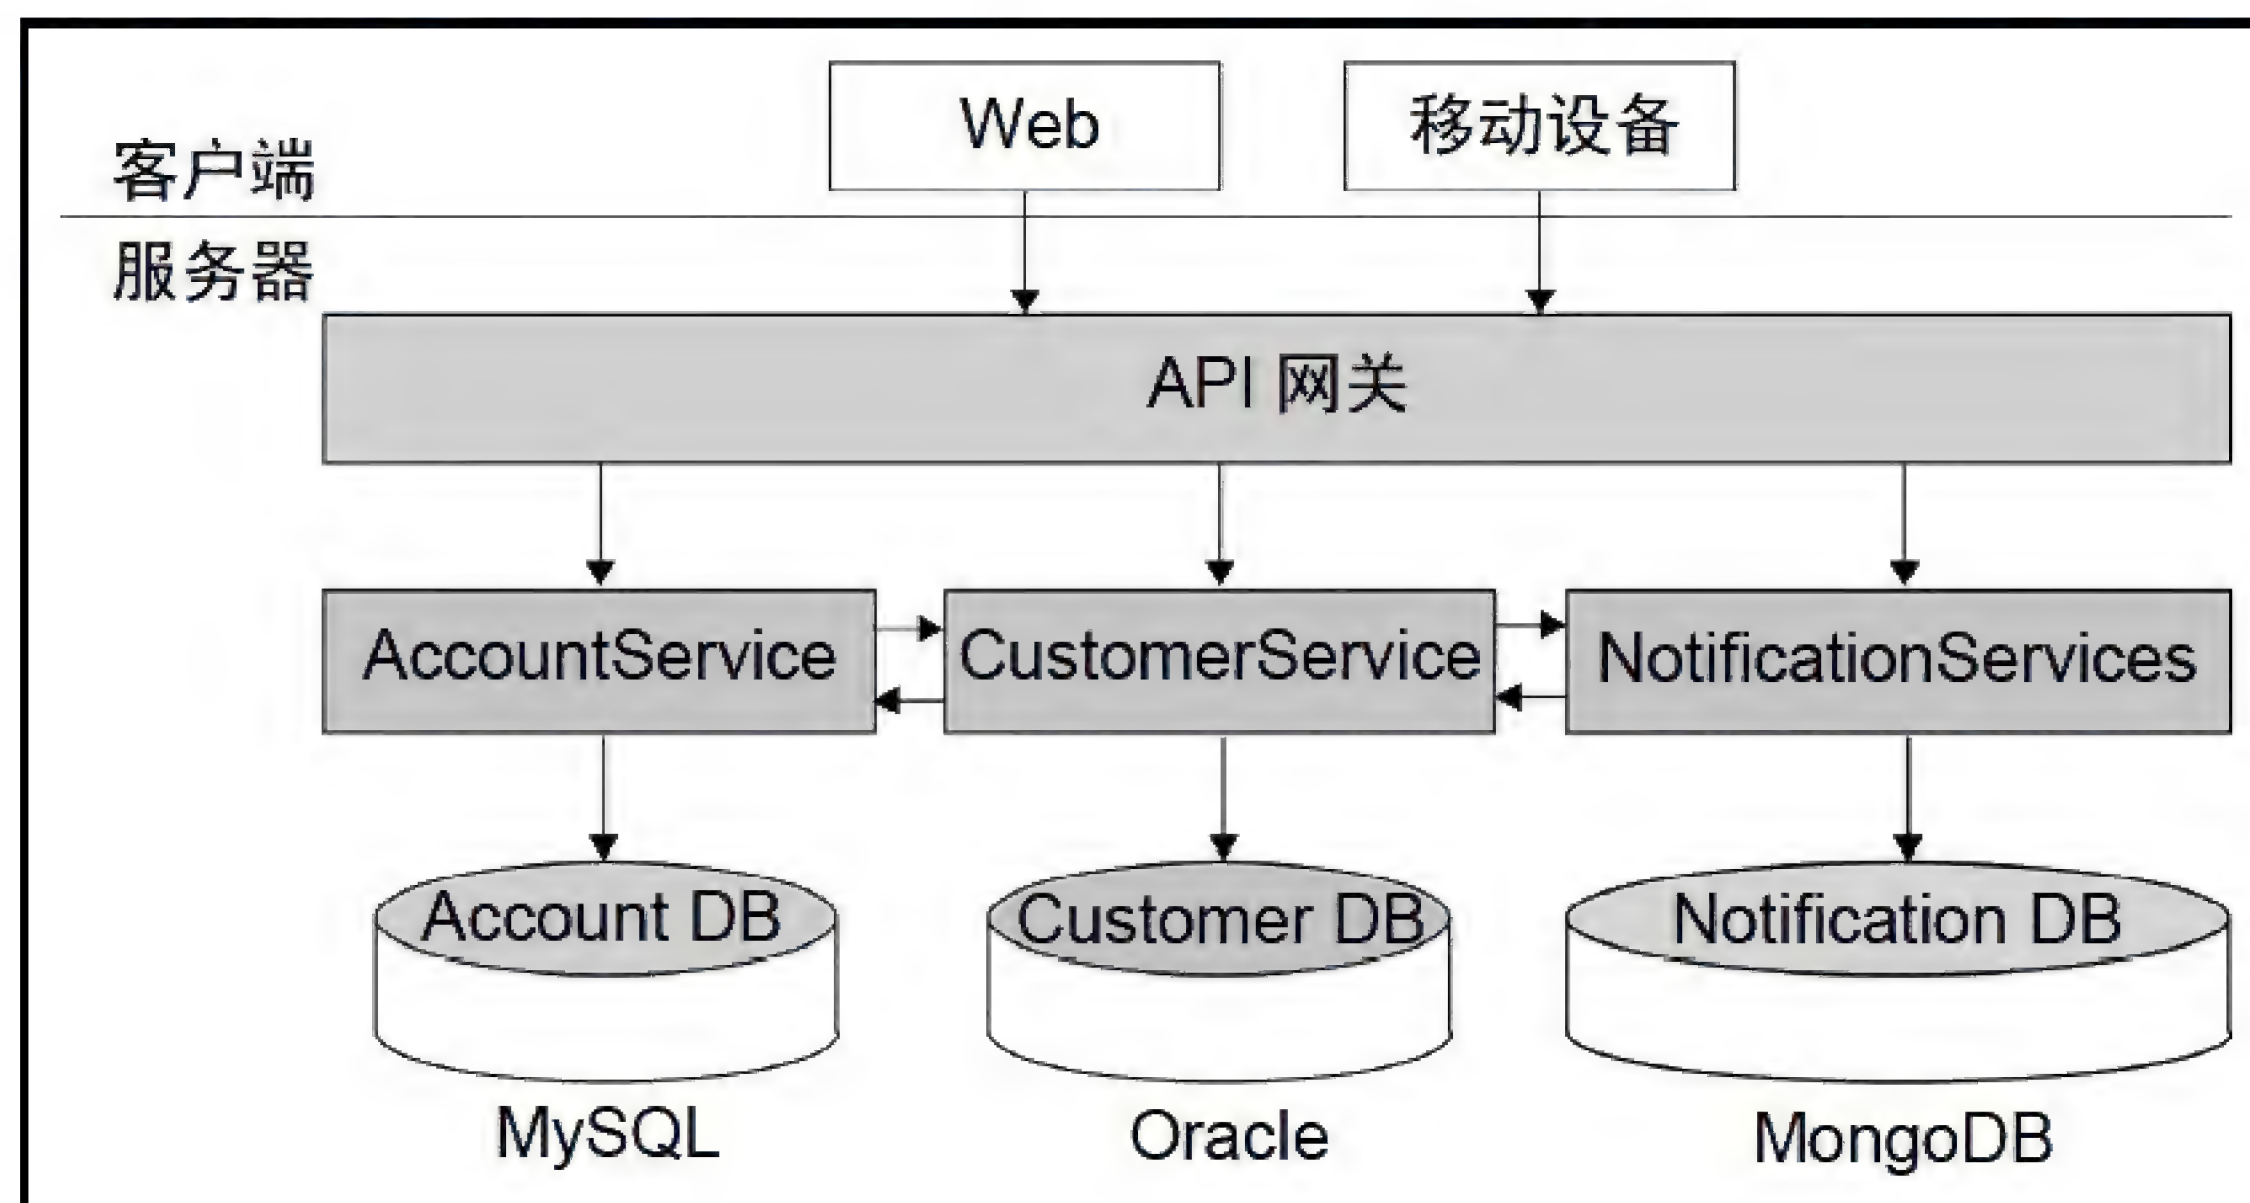 Web
移动设备
客户端
服务器
API 网关
AccountService
CustomerService
NotificationServices
Account DB
Customer DB
Notification DB
MySQL
Oracle
MongoDB